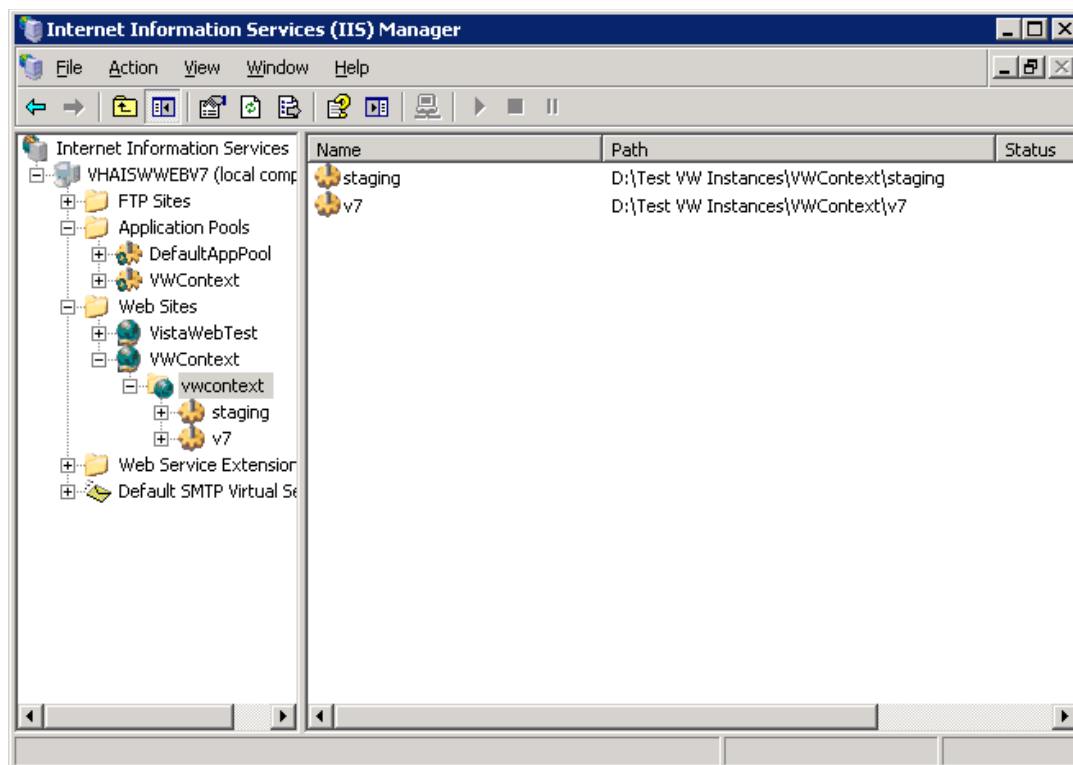 Internet Information Services (IIS) Manager
File Action View Window Help
Internet Information Services
VHAISWWEBV7 (local comp
FTP Sites
Application Pools
DefaultAppPool
VWContext
Web Sites
VistaWebTest
VWContext
vwcontext
staging
v7
Web Service Extension
Default SMTP Virtual Se
Name Path Status
staging D:\Test VW Instances\VWContext\staging
v7 D:\Test VW Instances\VWContext\v7